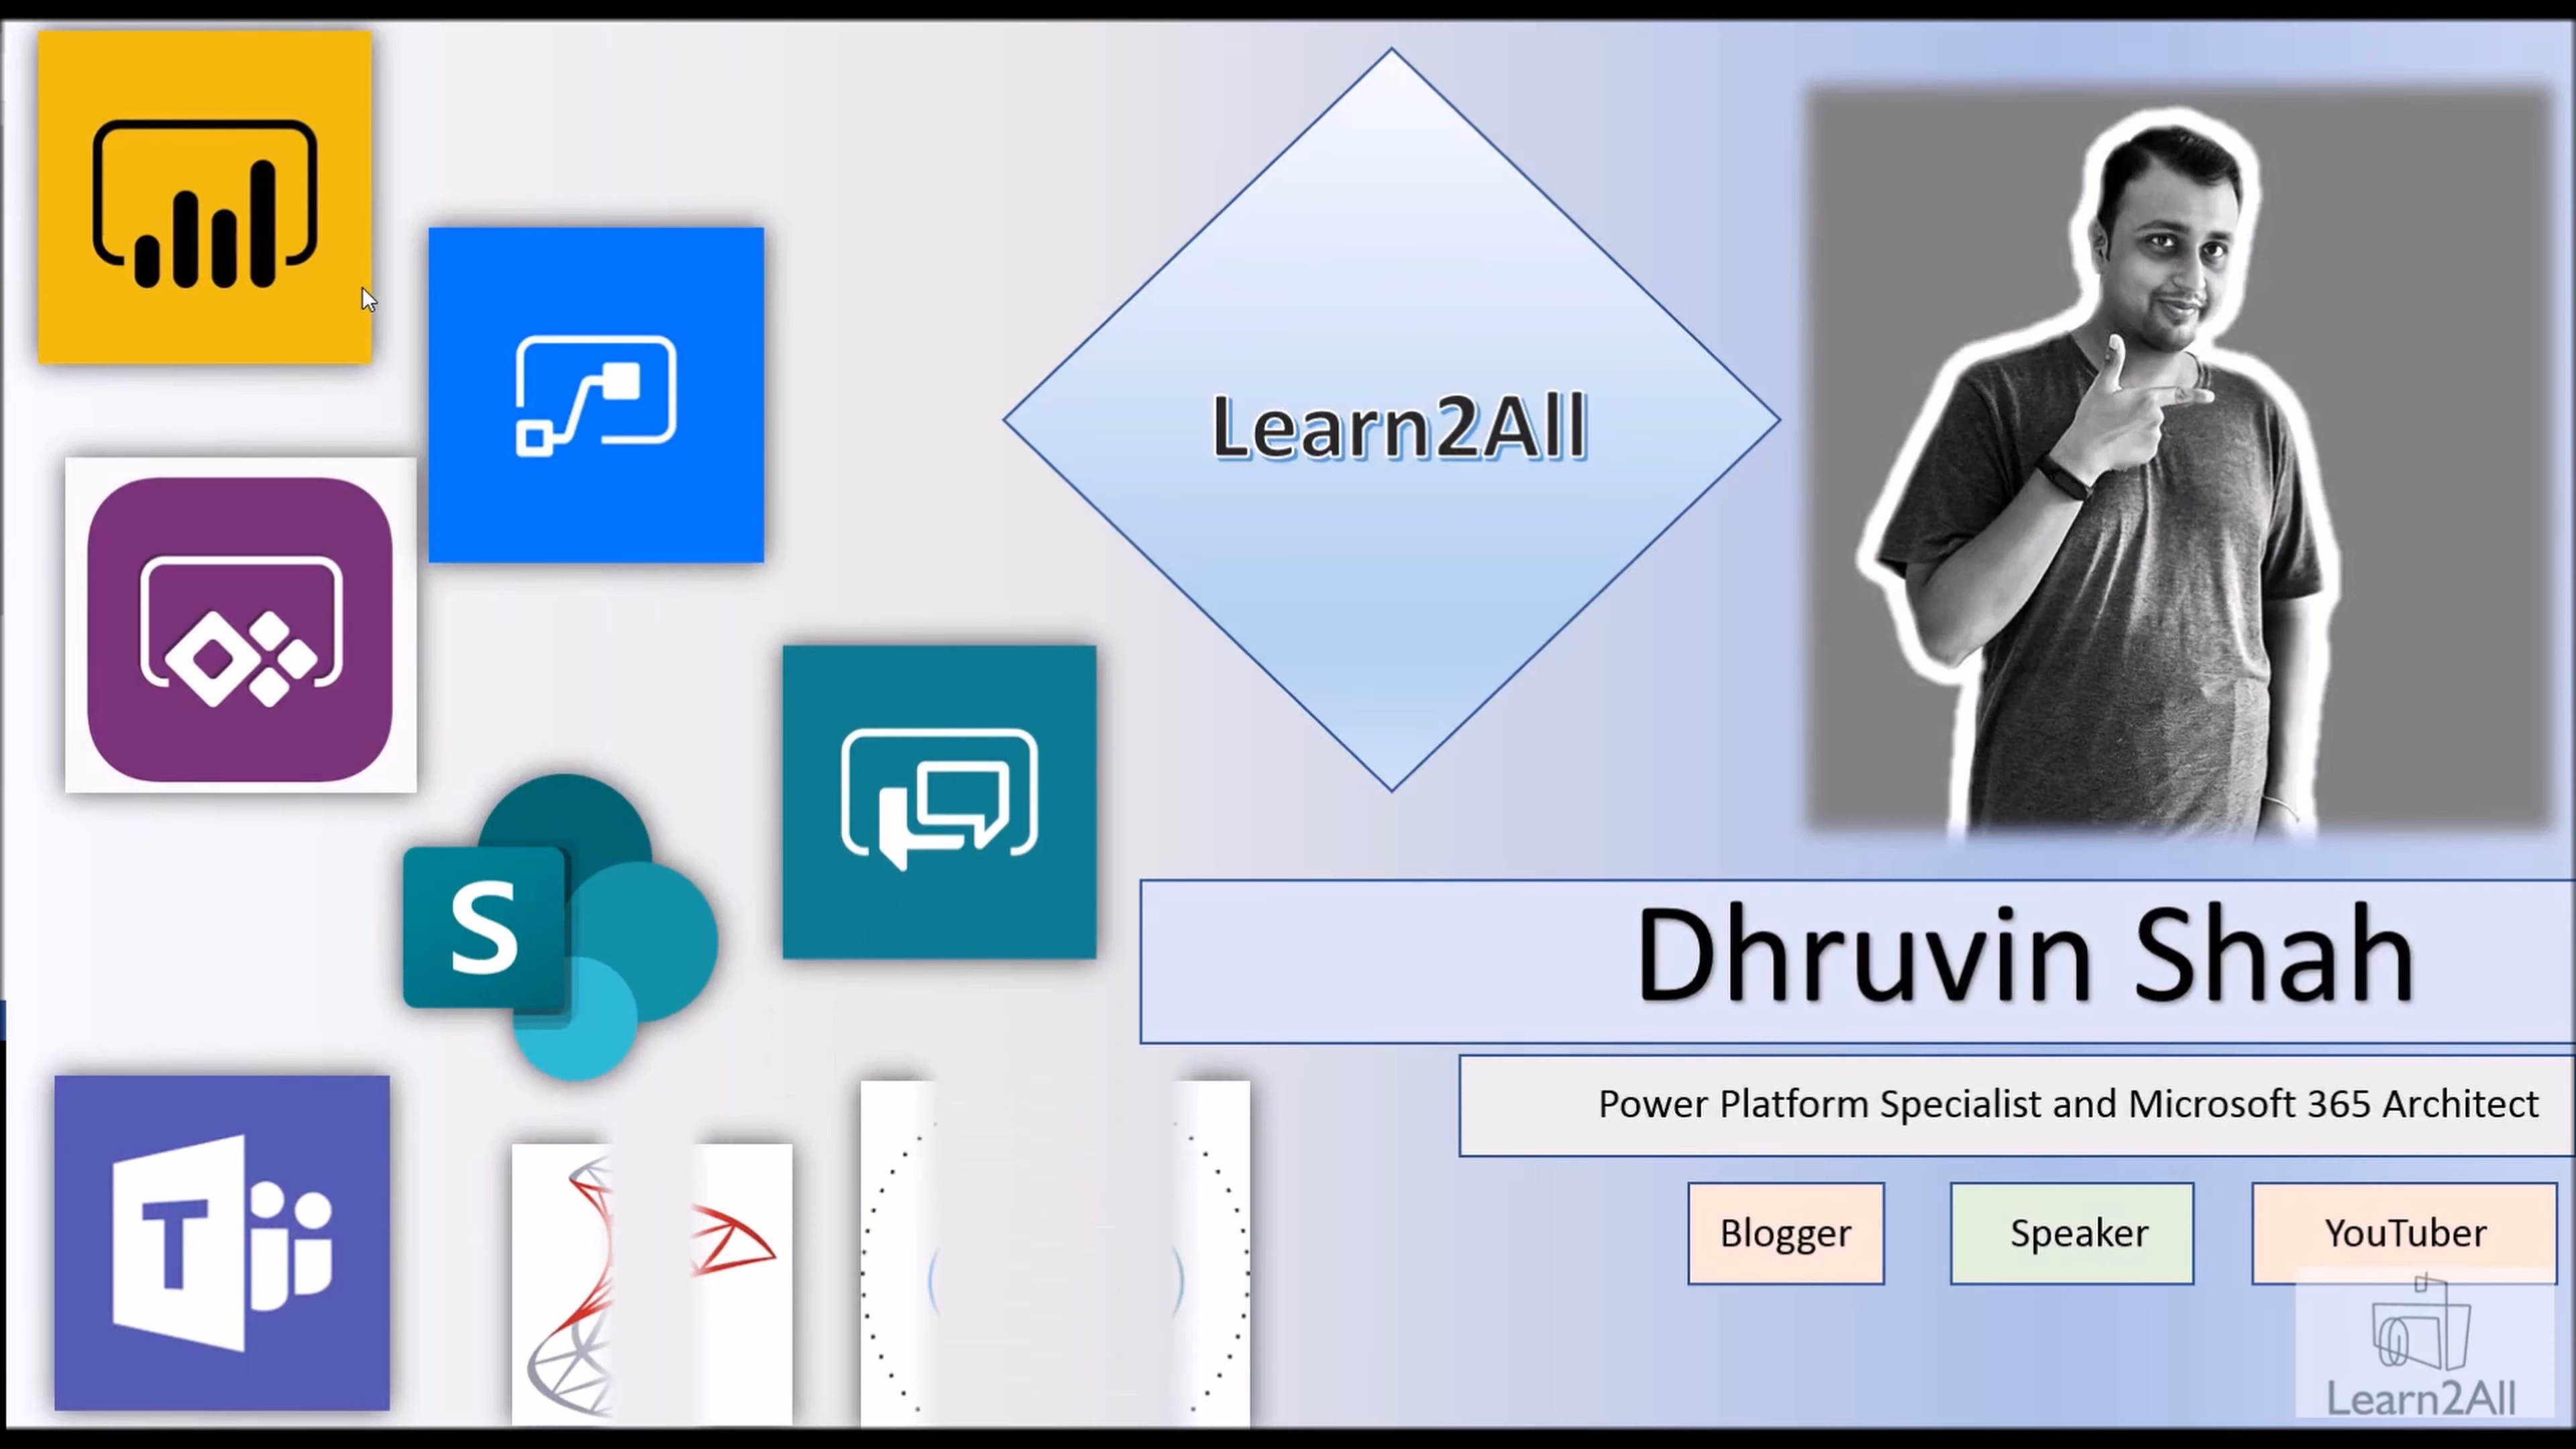 Learn2All
S
T
Dhruvin Shah
Power Platform Specialist and Microsoft 365 Architect
Blogger
Speaker
YouTuber
Learn2All